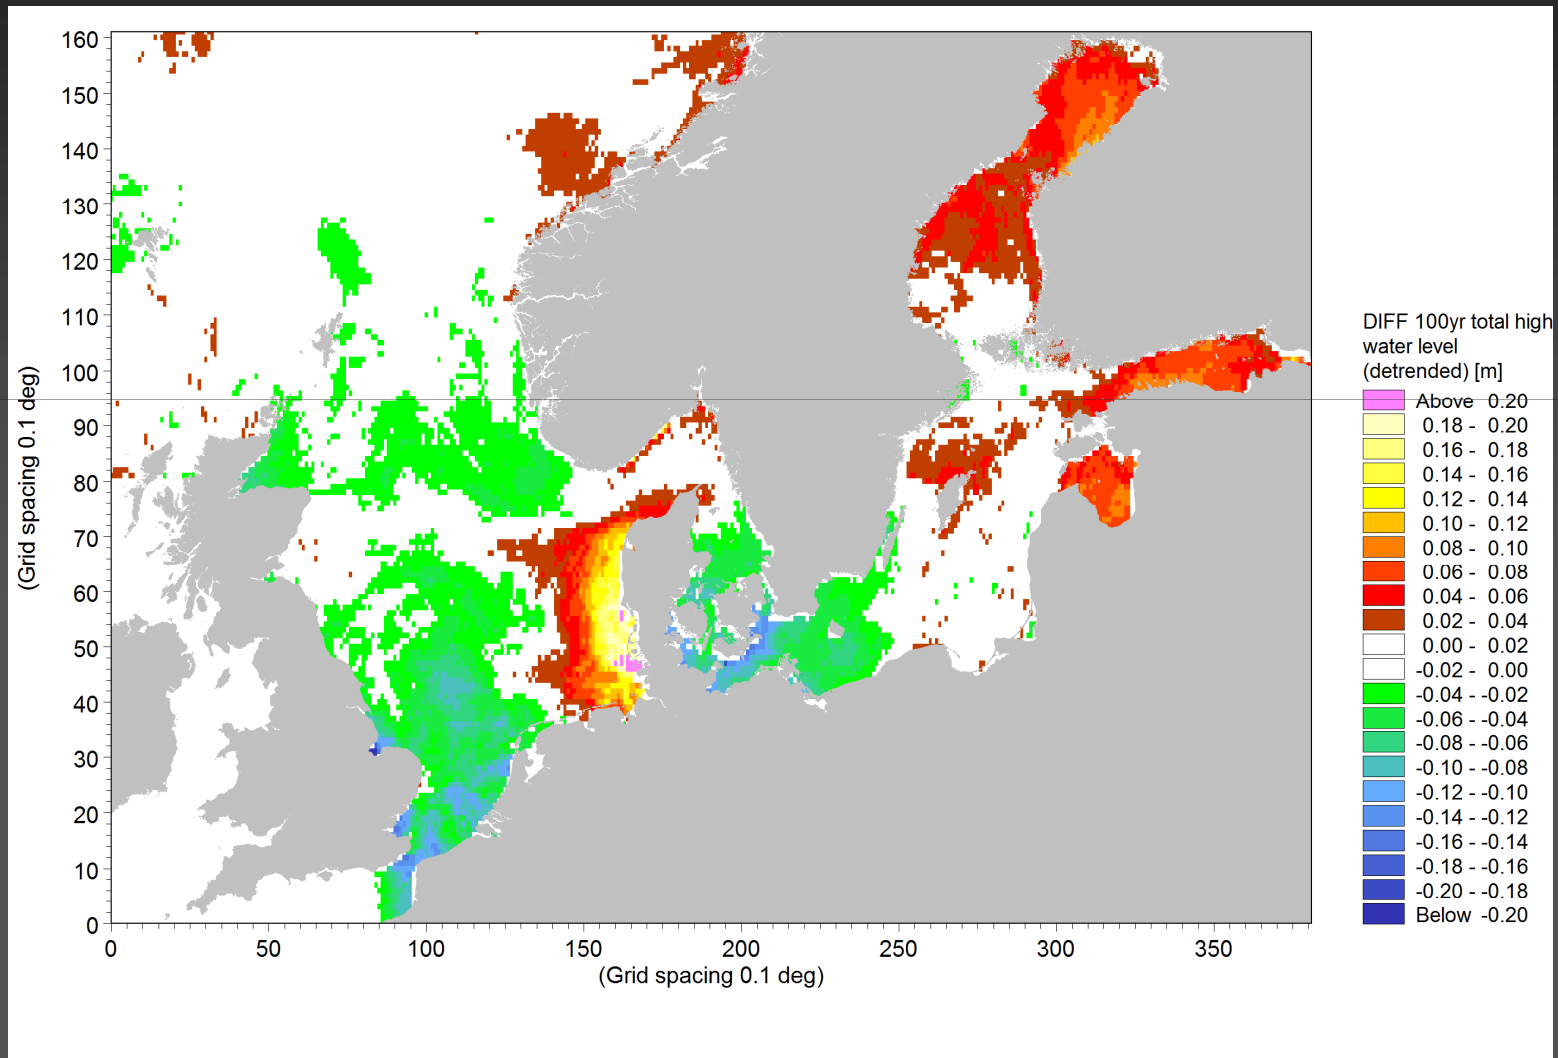 160
150
140
130
120
110
100
90
80
70
60
50
40
30
20
10
0
(Grid spacing 0.1 deg)
0 50 100 150 200 250 300 350
(Grid spacing 0.1 deg)
DIFF 100yr total high
water level
(detrended) [m]
Above 0.20
0.18 - 0.20
0.16 - 0.18
0.14 - 0.16
0.12 - 0.14
0.10 - 0.12
0.08 - 0.10
0.06 - 0.08
0.04 - 0.06
0.02 - 0.04
0.00 - 0.02
-0.02 - 0.00
-0.04 - -0.02
-0.06 - -0.04
-0.08 - -0.06
-0.10 - -0.08
-0.12 - -0.10
-0.14 - -0.12
-0.16 - -0.14
-0.18 - -0.16
-0.20 - -0.18
Below -0.20